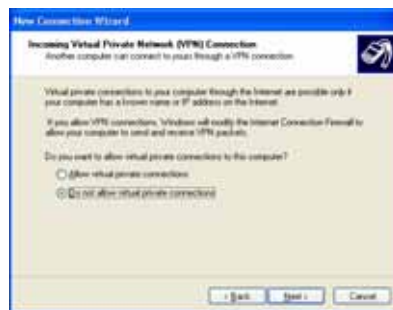 New Connection Wizard
Incoming Virtual Private Network (VPN) Connection
Another computer can connect to yours through a VPN connection
Virtual private connections to your computer through the Internet are possible only if
your computer has a known name or IP address on the Internet.
If you allow VPN connections, Windows will modify the Internet Connection Firewall to
allow your computer to send and receive VPN packets.
Do you want to allow virtual private connections to this computer?
Allow virtual private connections
Do not allow virtual private connections
< Back
Next >
Cancel